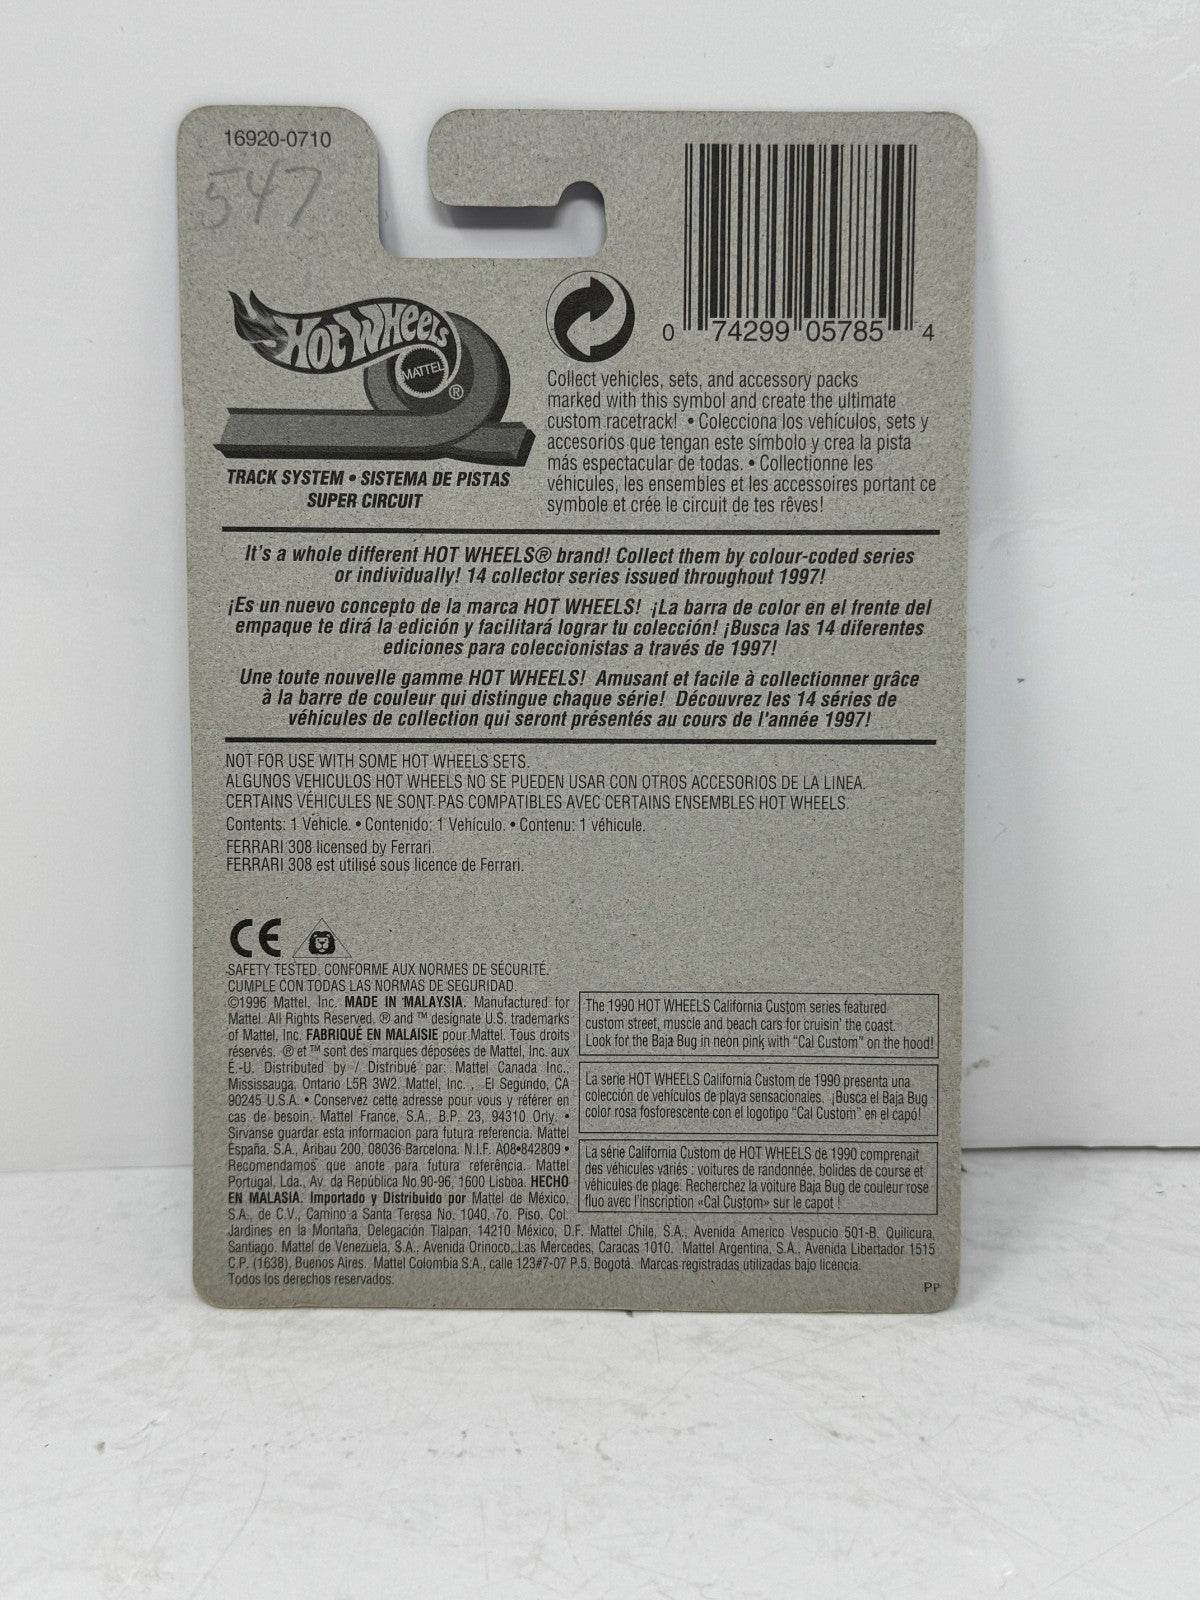 16920-0710
547
HOT WHEELS
MATTEL
®
TRACK SYSTEM • SISTEMA DE PISTAS
SUPER CIRCUIT
0 74299 05785 4
Collect vehicles, sets, and accessory packs
marked with this symbol and create the ultimate
custom racetrack! • Colecciona los vehículos, sets y
accesorios que tengan este símbolo y crea la pista
más espectacular de todas. • Collectionne les
véhicules, les ensembles et les accessoires portant ce
symbole et crée le circuit de tes rêves!
It's a whole different HOT WHEELS® brand! Collect them by colour-coded series
or individually! 14 collector series issued throughout 1997!
¡Es un nuevo concepto de la marca HOT WHEELS! ¡La barra de color en el frente del
empaque te dirá la edición y facilitará lograr tu colección! ¡Busca las 14 diferentes
ediciones para coleccionistas a través de 1997!
Une toute nouvelle gamme HOT WHEELS! Amusant et facile à collectionner grâce
à la barre de couleur qui distingue chaque série! Découvrez les 14 séries de
véhicules de collection qui seront présentés au cours de l'année 1997!
NOT FOR USE WITH SOME HOT WHEELS SETS.
ALGUNOS VEHICULOS HOT WHEELS NO SE PUEDEN USAR CON OTROS ACCESORIOS DE LA LINEA.
CERTAINS VÉHICULES NE SONT PAS COMPATIBLES AVEC CERTAINS ENSEMBLES HOT WHEELS.
Contents: 1 Vehicle. • Contenido: 1 Vehículo. • Contenu: 1 véhicule.
FERRARI 308 licensed by Ferrari.
FERRARI 308 est utilisé sous licence de Ferrari.
CE
SAFETY TESTED. CONFORME AUX NORMES DE SÉCURITÉ.
CUMPLE CON TODAS LAS NORMAS DE SEGURIDAD.
©1996 Mattel, Inc. MADE IN MALAYSIA. Manufactured for
Mattel. All Rights Reserved. ® and ™ designate U.S. trademarks
of Mattel, Inc. FABRIQUÉ EN MALAISIE pour Mattel. Tous droits
réservés. ® et ™ sont des marques déposées de Mattel, Inc. aux
É.-U. Distributed by / Distribué par: Mattel Canada Inc.,
Mississauga, Ontario L5R 3W2. Mattel, Inc., El Segundo, CA
90245 U.S.A. • Conservez cette adresse pour vous y référer en
cas de besoin. Mattel France, S.A., B.P. 23, 94310 Orly. •
Sirvanse guardar esta informacion para futura referencia. Mattel
España, S.A., Aribau 200, 08036 Barcelona. N.I.F. A08•842809 •
Recomendamos que anote para futura referência. Mattel
Portugal, Lda., Av. da República No.90-96, 1600 Lisboa. HECHO
EN MALASIA. Importado y Distribuido por Mattel de México,
S.A., de C.V., Camino a Santa Teresa No. 1040, 7o. Piso, Col.
Jardines en la Montaña, Delegación Tlalpan, 14210 México, D.F. Mattel Chile, S.A., Avenida Americo Vespucio 501-B, Quilicura,
Santiago. Mattel de Venezuela, S.A., Avenida Orinoco, Las Mercedes, Caracas 1010. Mattel Argentina, S.A., Avenida Libertador 1515
C.P. (1638), Buenos Aires. Mattel Colombia S.A., calle 123#7-07 P.5, Bogotá. Marcas registradas utilizadas bajo licencia.
Todos los derechos reservados.
The 1990 HOT WHEELS California Custom series featured
custom street, muscle and beach cars for cruisin' the coast.
Look for the Baja Bug in neon pink with "Cal Custom" on the hood!
La serie HOT WHEELS California Custom de 1990 presenta una
colección de vehículos de playa sensacionales. ¡Busca el Baja Bug
color rosa fosforescente con el logotipo "Cal Custom" en el capó!
La série California Custom de HOT WHEELS de 1990 comprenait
des véhicules variés : voitures de randonnée, bolides de course et
véhicules de plage. Recherchez la voiture Baja Bug de couleur rose
fluo avec l'inscription «Cal Custom» sur le capot !
PP